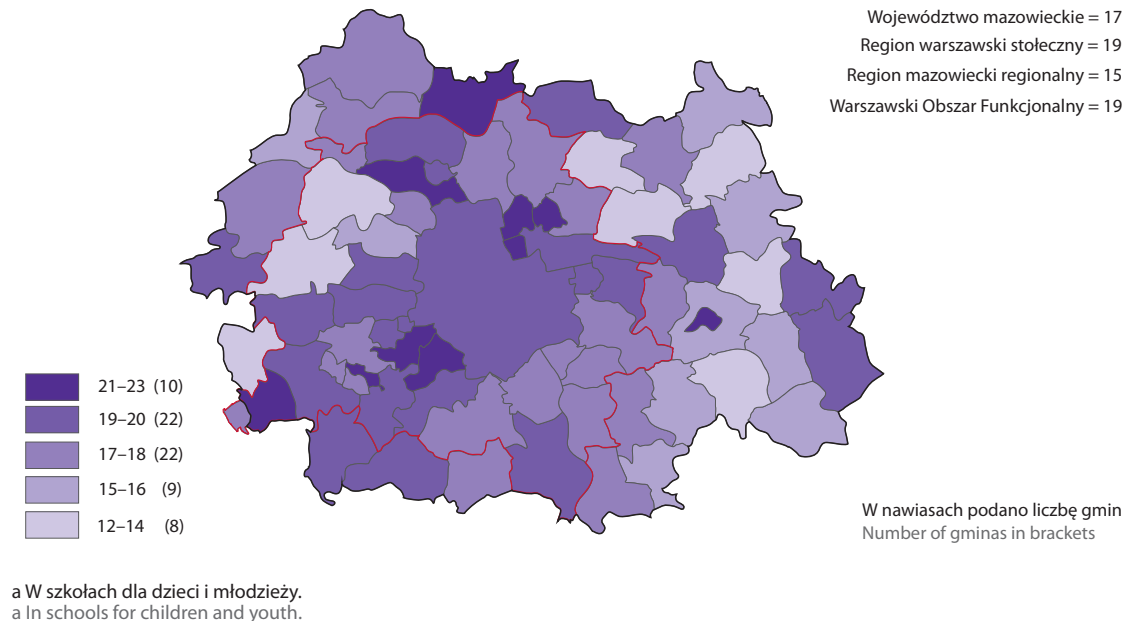 Województwo mazowieckie = 17
Region warszawski stołeczny = 19
Region mazowiecki regionalny = 15
Warszawski Obszar Funkcjonalny = 19
21–23 (10)
19–20 (22)
17–18 (22)
15–16 (9)
12–14 (8)
W nawiasach podano liczbę gmin
Number of gminas in brackets
a W szkołach dla dzieci i młodzieży.
a In schools for children and youth.